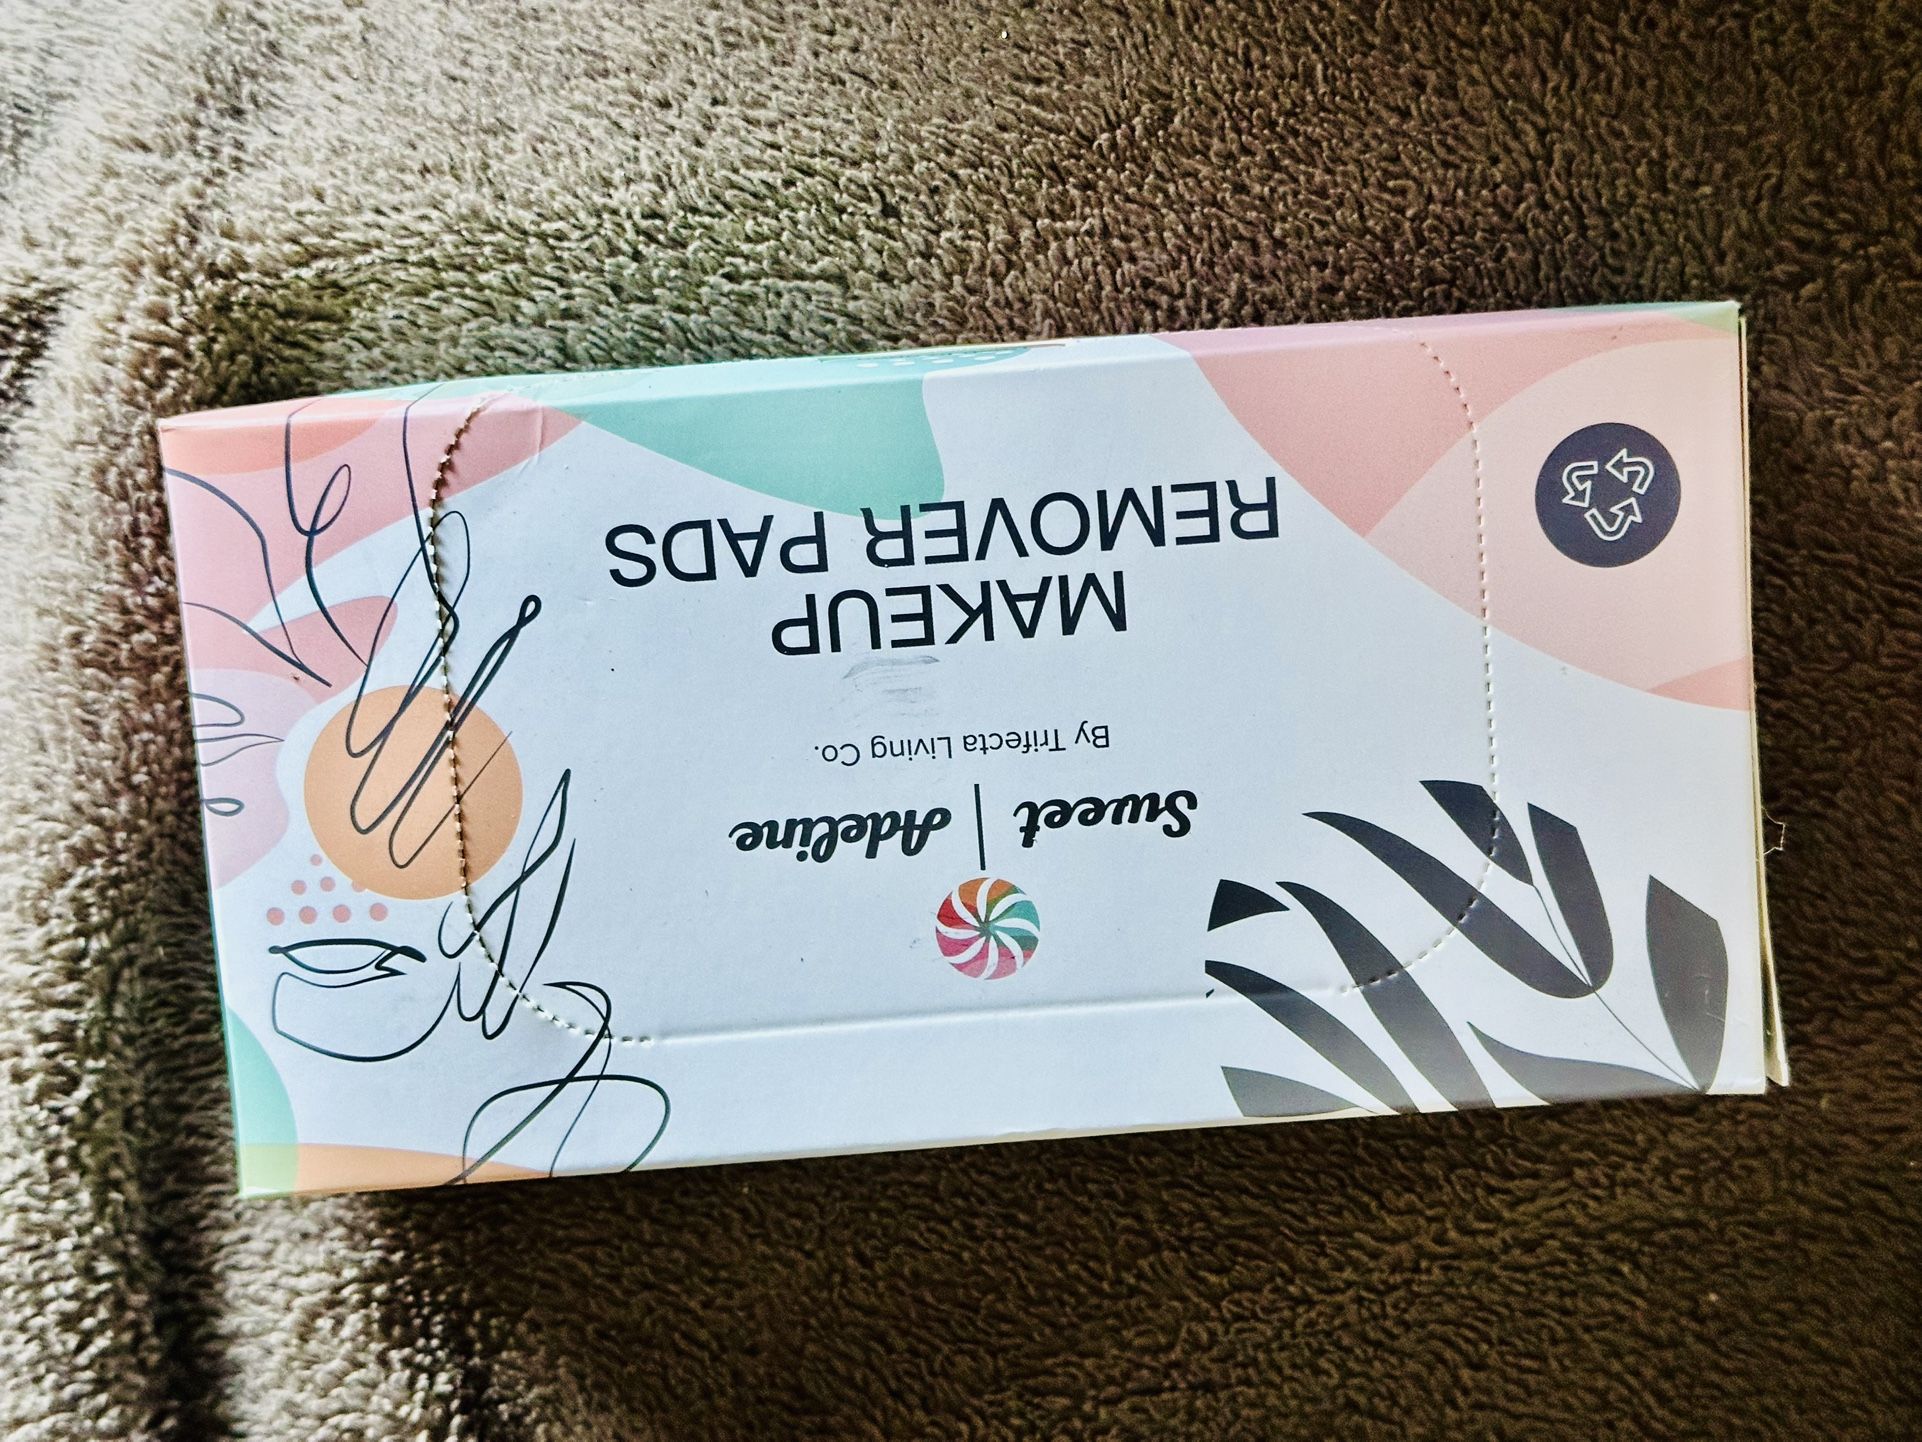 Sweet | Adeline
By Trifecta Living Co.
MAKEUP
REMOVER PADS